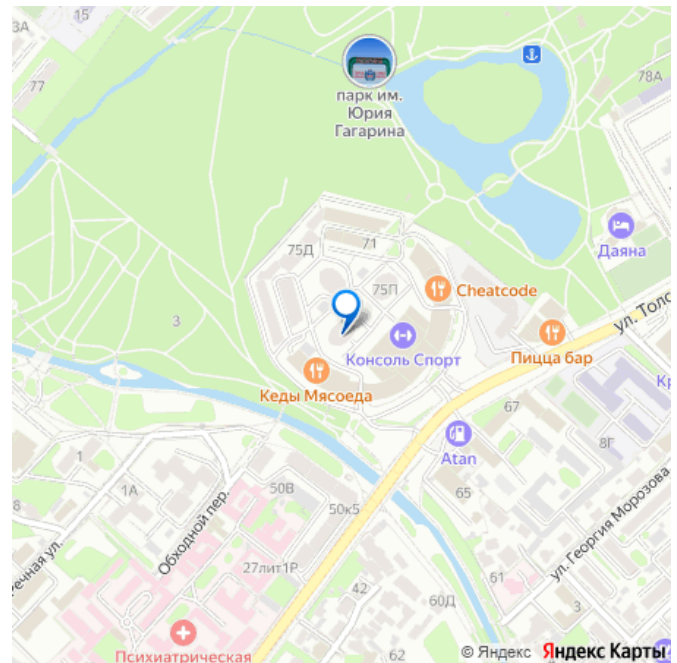 3А
15
77
78А
парк им.
Юрия
Гагарина
Даяна
75Д
71
75П
Cheatcode
ул. Толс
3
Консоль Спорт
Пицца бар
Кеды Мясоеда
67
8Г
Atan
1
1А
50В
65
8
Обходной пер.
50к5
ул. Георгия Морозова
ечная ул.
27лит1Р
61
42
60Д
3
62
Психиатрическая
© Яндекс Яндекс Карты